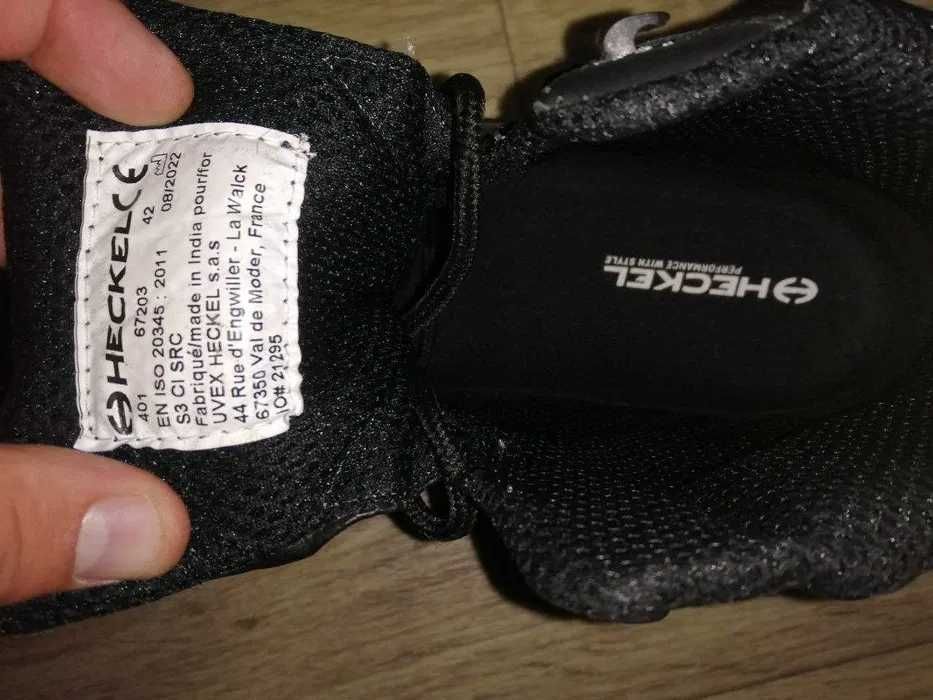 HECKEL CE
401 67203 42 08/2022
EN ISO 20345 : 2011
S3 CI SRC
Fabriqué/made in India pour/for
UVEX HECKEL s.a.s
44 Rue d'Engwiller - La Walck
67350 Val de Moder, France
IO# 21295
HECKEL
PERFORMANCE WITH STYLE